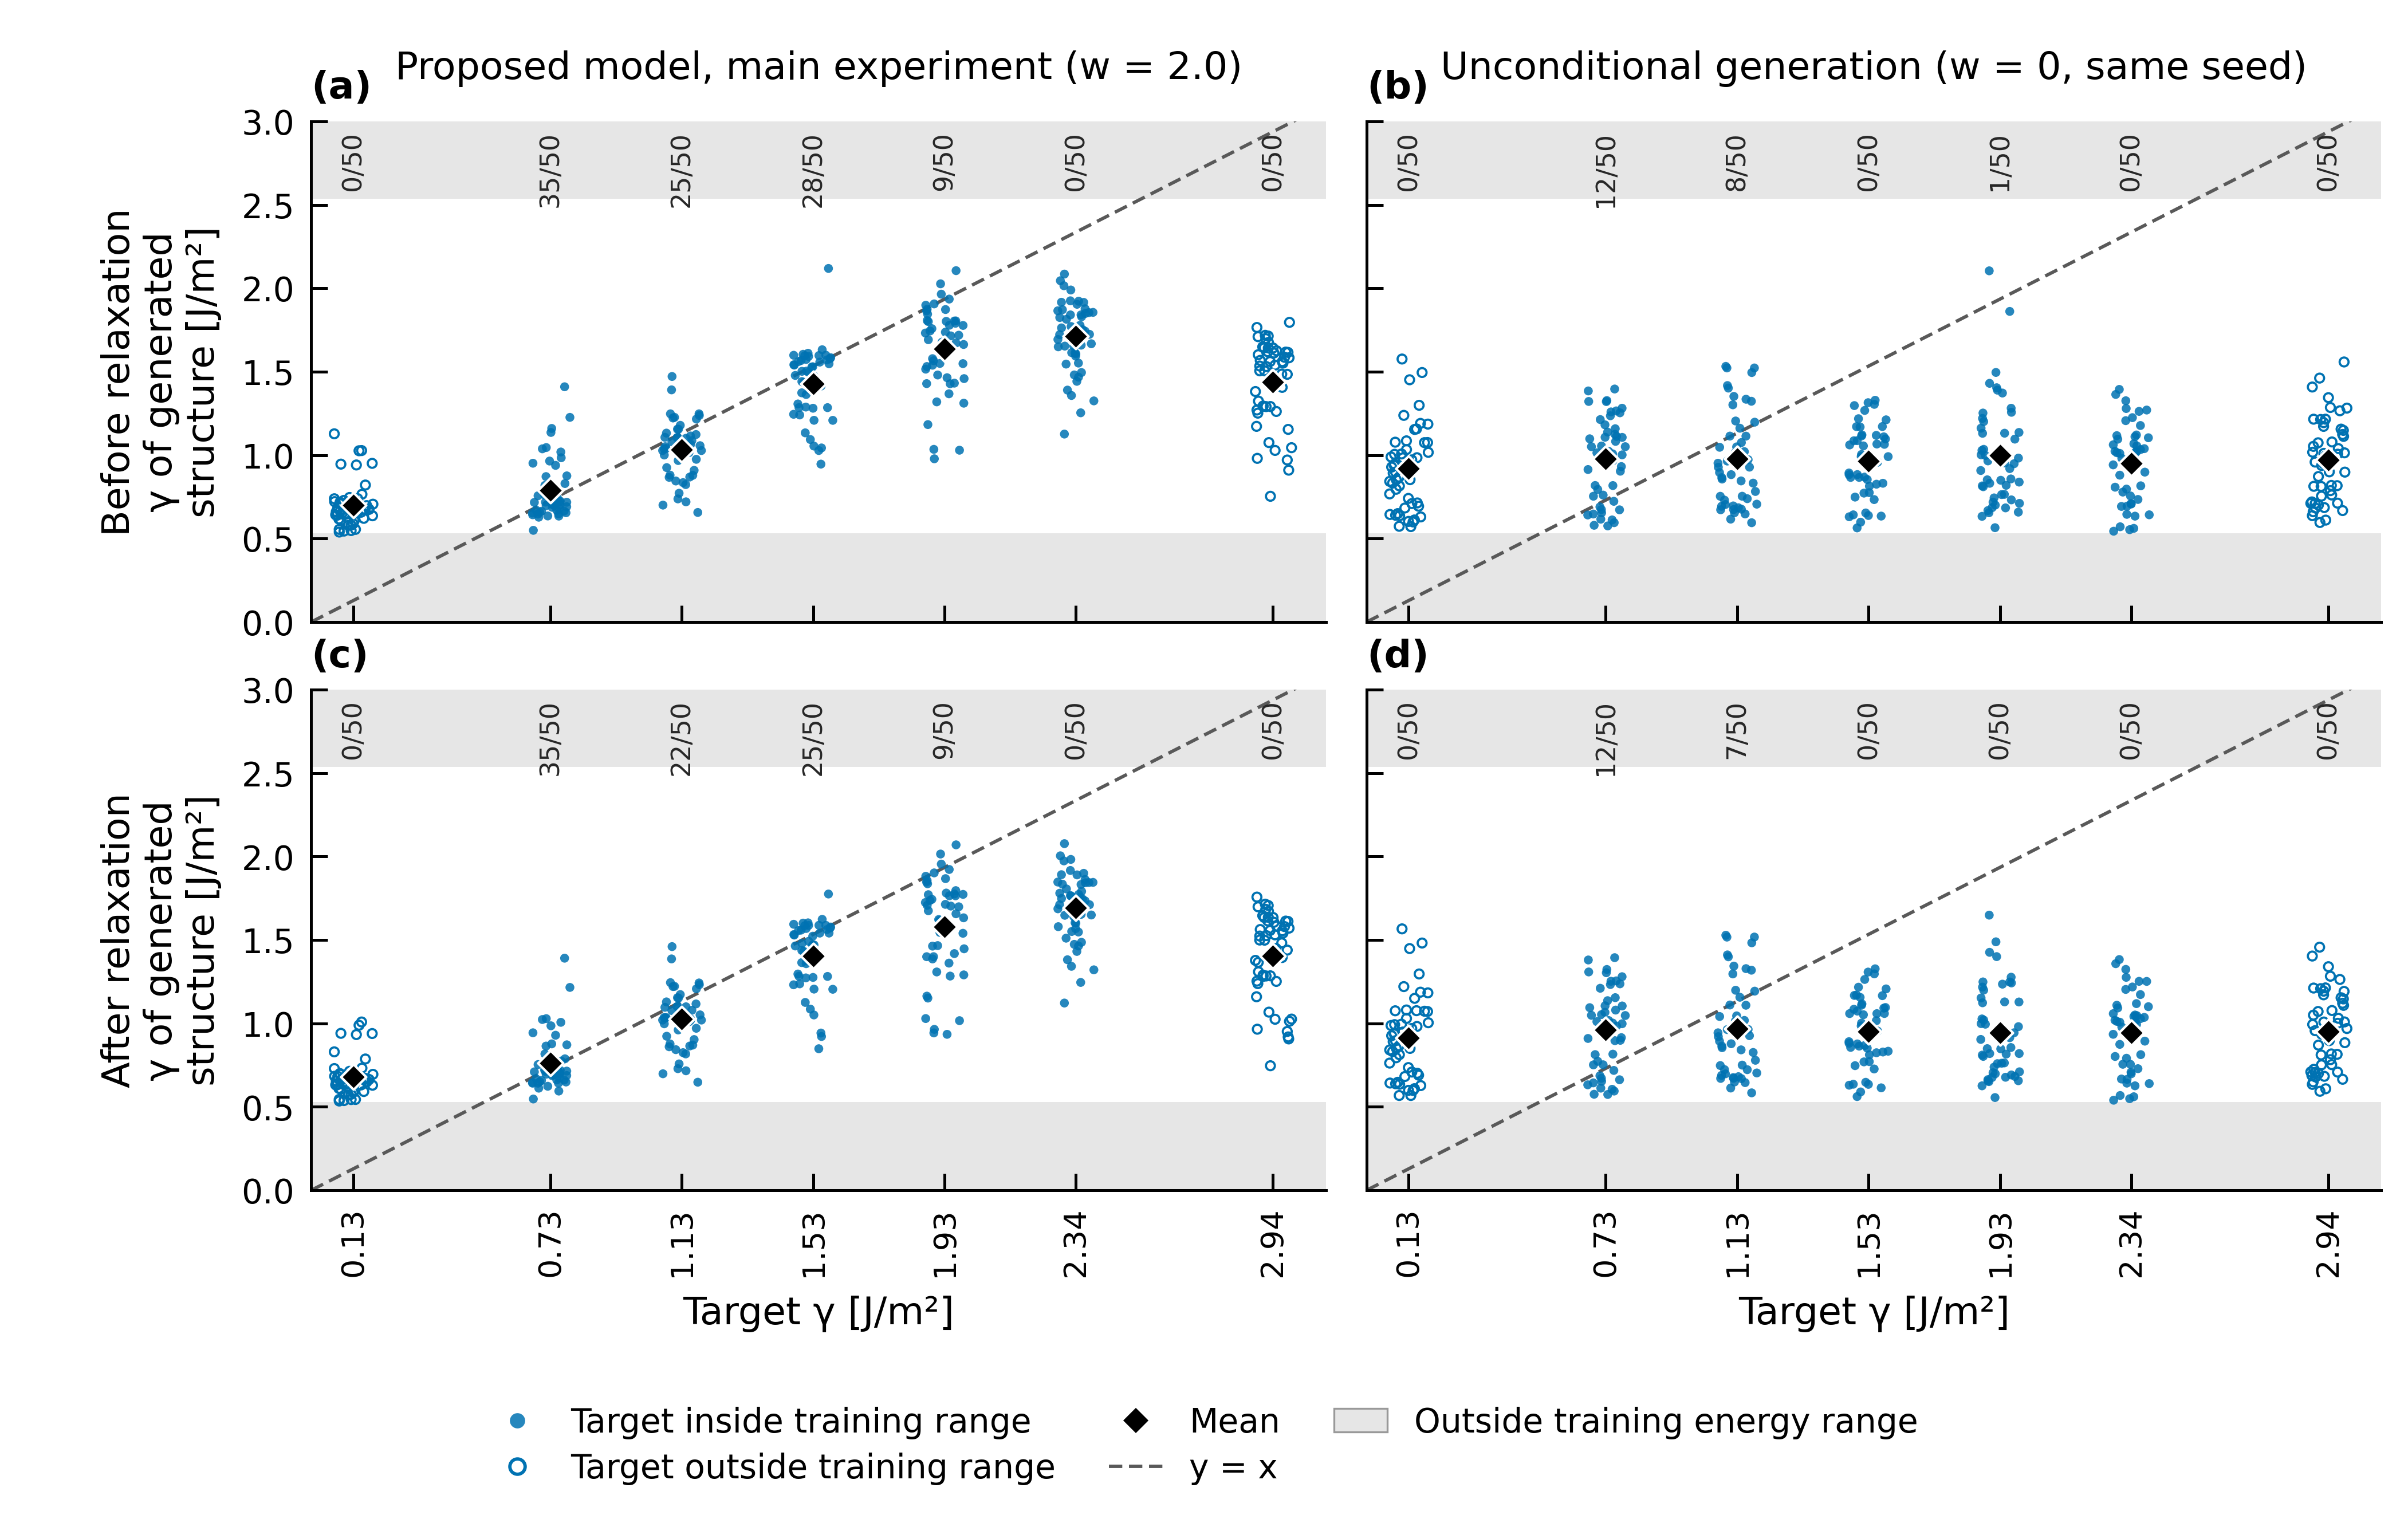 Proposed model, main experiment (w = 2.0)
Unconditional generation (w = 0, same seed)
(a)
Before relaxation
γ of generated
structure [J/m²]
3.0
2.5
2.0
1.5
1.0
0.5
0.0
0/50
35/50
25/50
28/50
9/50
0/50
0/50
(b)
0/50
12/50
8/50
0/50
1/50
0/50
0/50
(c)
After relaxation
γ of generated
structure [J/m²]
3.0
2.5
2.0
1.5
1.0
0.5
0.0
0/50
35/50
22/50
25/50
9/50
0/50
0/50
0.13
0.73
1.13
1.53
1.93
2.34
2.94
Target γ [J/m²]
(d)
0/50
12/50
7/50
0/50
0/50
0/50
0/50
0.13
0.73
1.13
1.53
1.93
2.34
2.94
Target γ [J/m²]
Target inside training range
Target outside training range
Mean
y = x
Outside training energy range